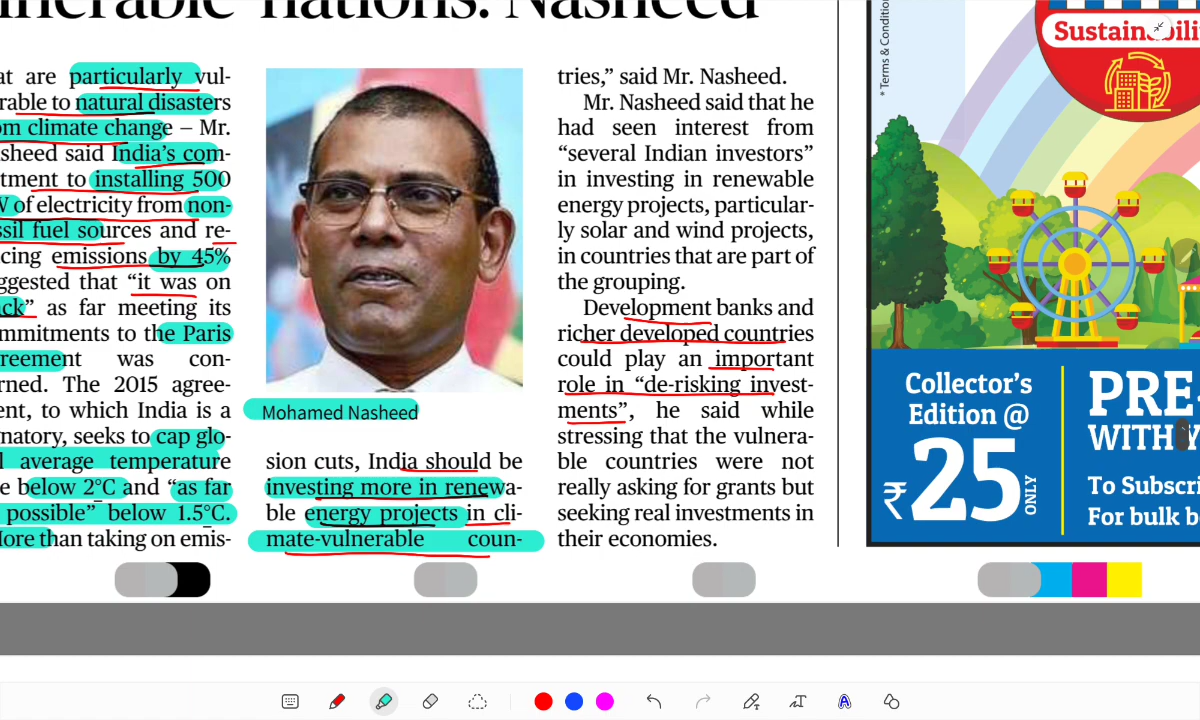 nerable nations: Nasheed
at are particularly vul-
rable to natural disasters
om climate change – Mr.
sheed said India's com-
tment to installing 500
W of electricity from non-
ssil fuel sources and re-
cing emissions by 45%
ggested that “it was on
ack” as far meeting its
mmitments to the Paris
reement was con-
rned. The 2015 agree-
ent, to which India is a
gnatory, seeks to cap glo-
l average temperature
e below 2°C and “as far
possible” below 1.5°C.
More than taking on emis-
Mohamed Nasheed
sion cuts, India should be
investing more in renewa-
ble energy projects in cli-
mate-vulnerable coun-
tries,” said Mr. Nasheed.
Mr. Nasheed said that he
had seen interest from
“several Indian investors”
in investing in renewable
energy projects, particular-
ly solar and wind projects,
in countries that are part of
the grouping.
Development banks and
richer developed countries
could play an important
role in “de-risking invest-
ments”, he said while
stressing that the vulnera-
ble countries were not
really asking for grants but
seeking real investments in
their economies.
* Terms & Condition
Sustainabili
Collector's
Edition @
₹25
ONLY
PRE-
WITH Y
To Subscri
For bulk b